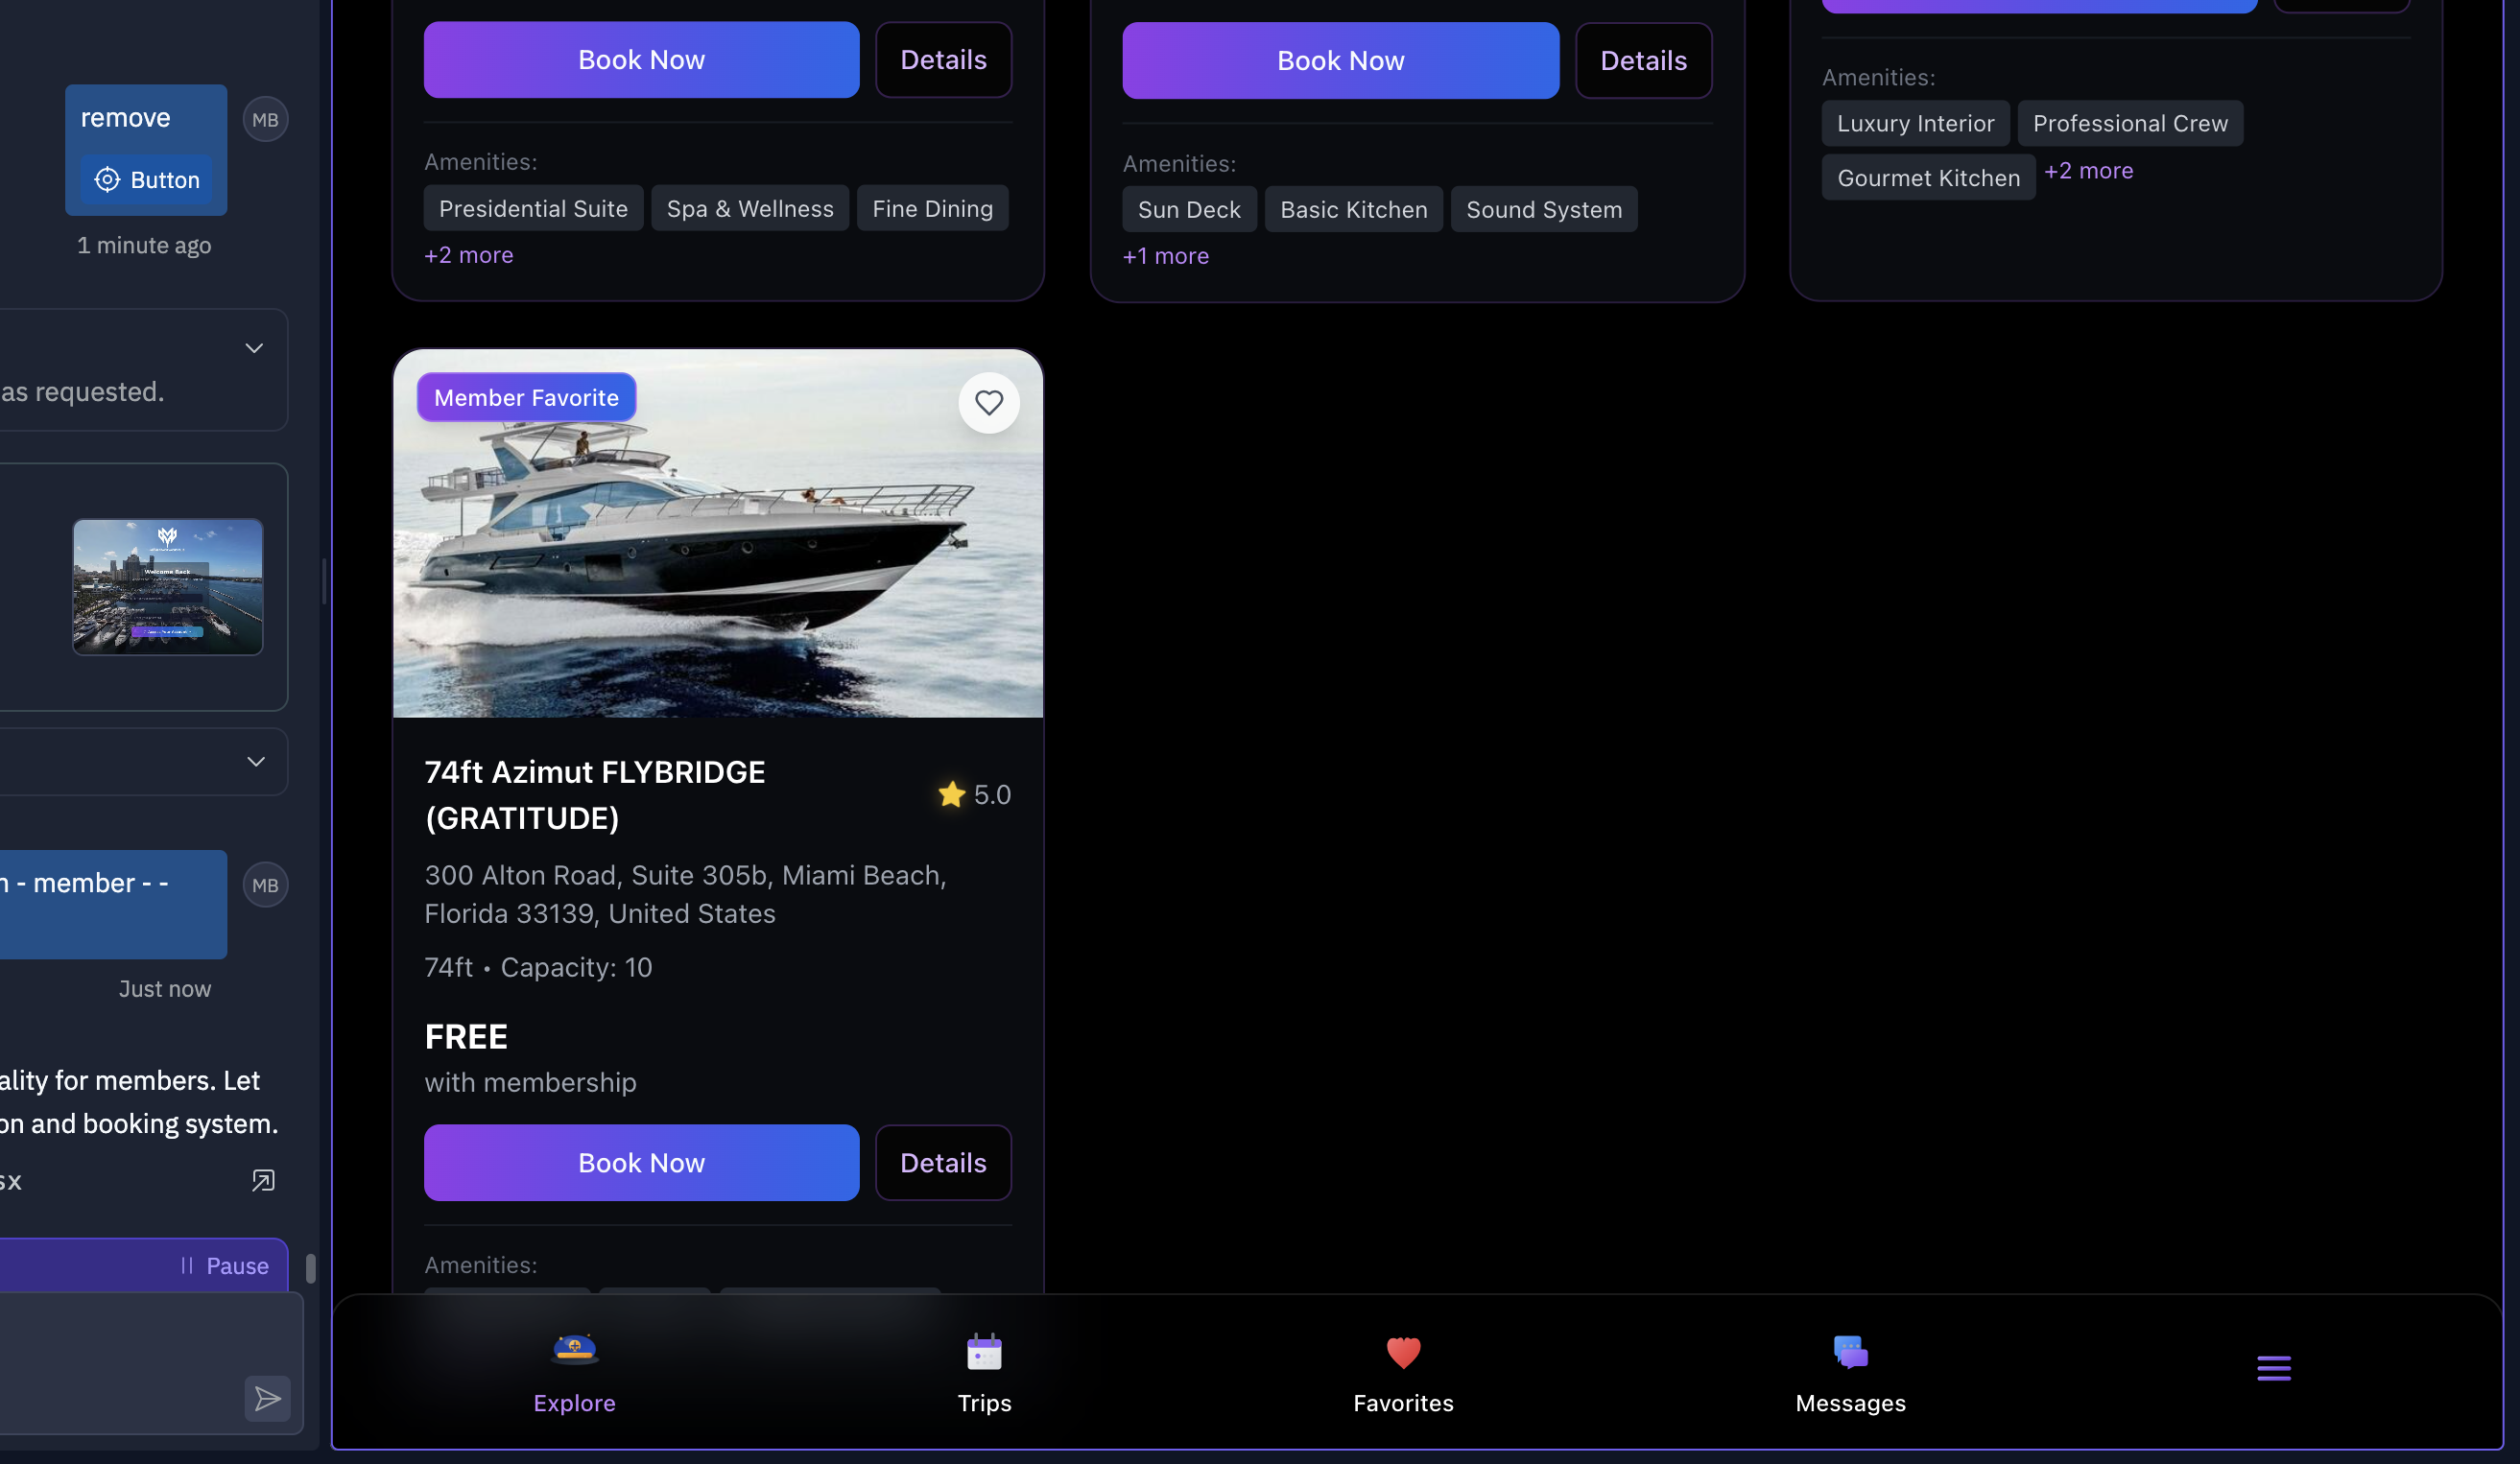 remove
MB
Button
1 minute ago
as requested.
Welcome Back
- member - -
MB
Just now
ality for members. Let
on and booking system.
sx
Pause
Book Now
Details
Amenities:
Presidential Suite
Spa & Wellness
Fine Dining
+2 more
Book Now
Details
Amenities:
Sun Deck
Basic Kitchen
Sound System
+1 more
Amenities:
Luxury Interior
Professional Crew
Gourmet Kitchen
+2 more
Member Favorite
74ft Azimut FLYBRIDGE
(GRATITUDE)
5.0
300 Alton Road, Suite 305b, Miami Beach,
Florida 33139, United States
74ft • Capacity: 10
FREE
with membership
Book Now
Details
Amenities:
Explore
Trips
Favorites
Messages